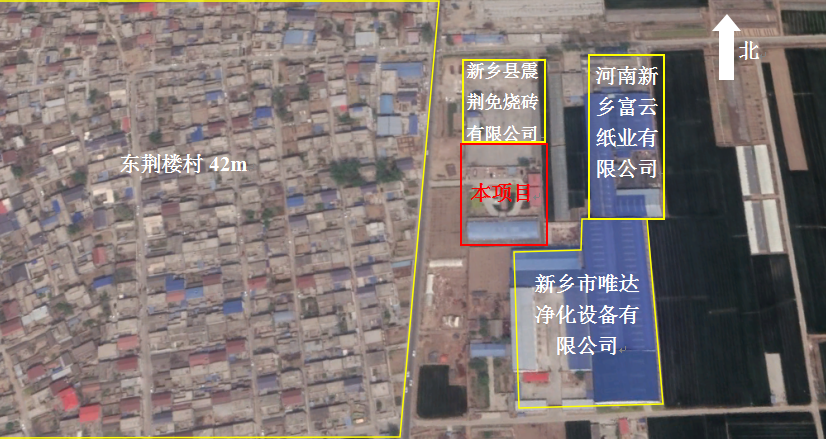 北
新乡县震
荆免烧砖
有限公司
河南新
乡富云
纸业有
限公司
东荆楼村 42m
本项目
新乡市唯达
净化设备有
限公司